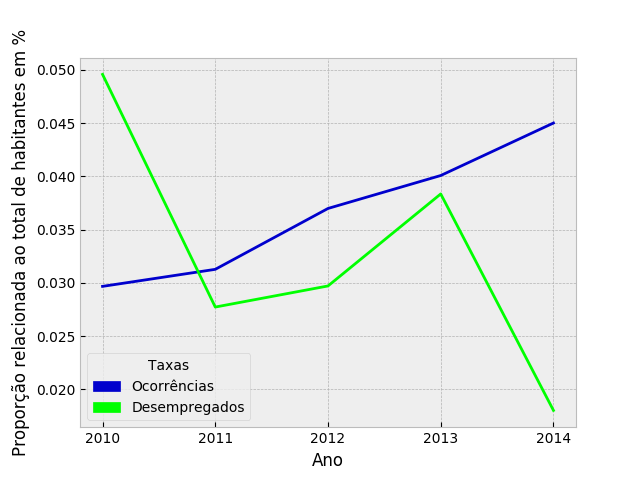 Proporção relacionada ao total de habitantes em %
0.050
0.045
0.040
0.035
0.030
0.025
0.020
Taxas
Ocorrências
Desempregados
2010 2011 2012 2013 2014
Ano